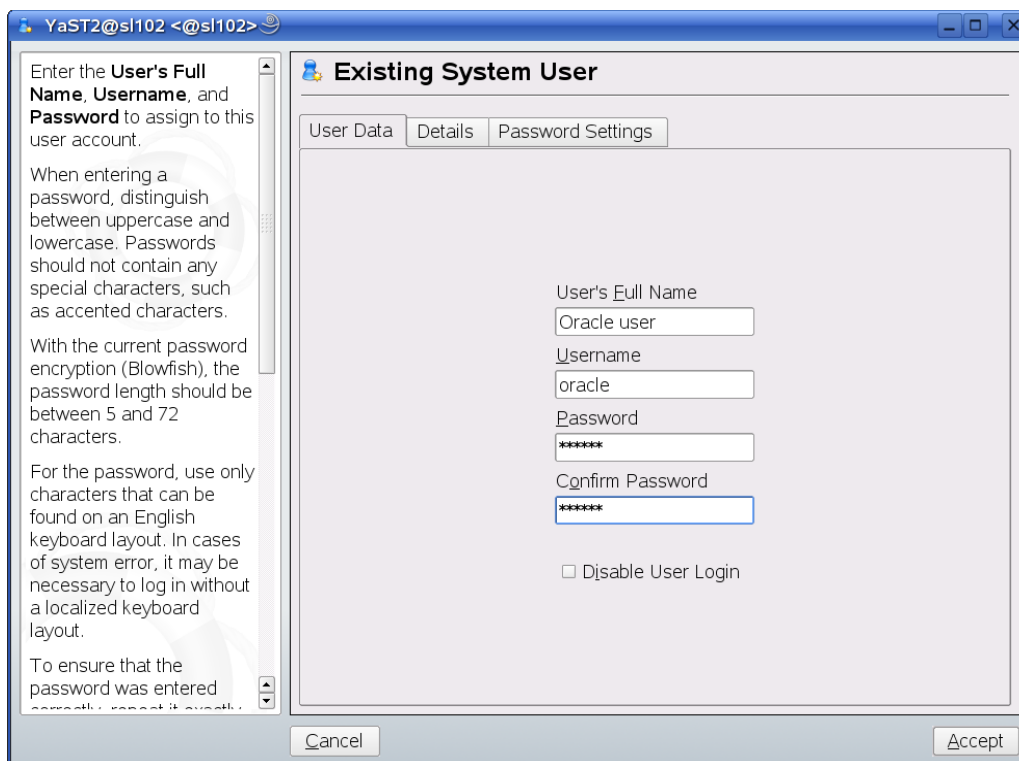 YaST2@sl102 <@sl102>
Enter the User's Full
Name, Username, and
Password to assign to this
user account.
When entering a
password, distinguish
between uppercase and
lowercase. Passwords
should not contain any
special characters, such
as accented characters.
With the current password
encryption (Blowfish), the
password length should be
between 5 and 72
characters.
For the password, use only
characters that can be
found on an English
keyboard layout. In cases
of system error, it may be
necessary to log in without
a localized keyboard
layout.
To ensure that the
password was entered
correctly, repeat it exactly
Existing System User
User Data
Details
Password Settings
User's Full Name
Oracle user
Username
oracle
Password
******
Confirm Password
******
Disable User Login
Cancel
Accept